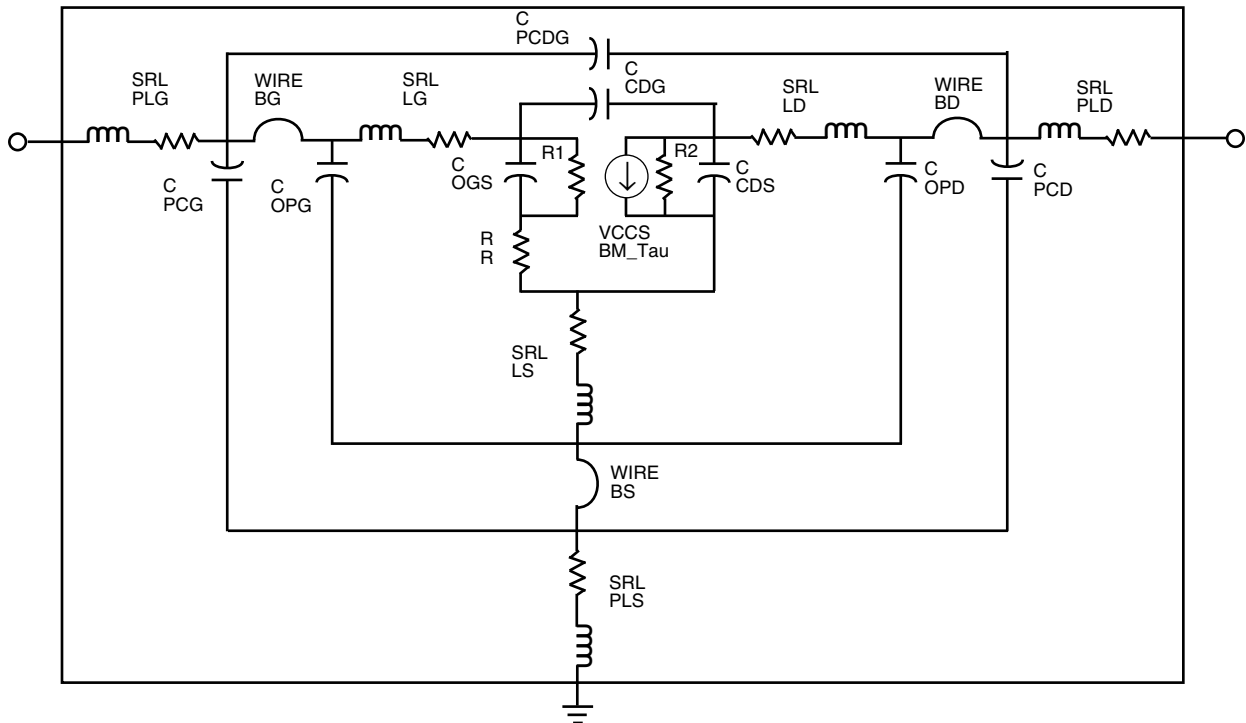 C
PCDG
SRL
PLG
WIRE
BG
SRL
LG
C
CDG
SRL
LD
WIRE
BD
SRL
PLD
C
PCG
C
OPG
C
OGS
R1
R2
C
CDS
C
OPD
C
PCD
R
R
VCCS
BM_Tau
SRL
LS
WIRE
BS
SRL
PLS